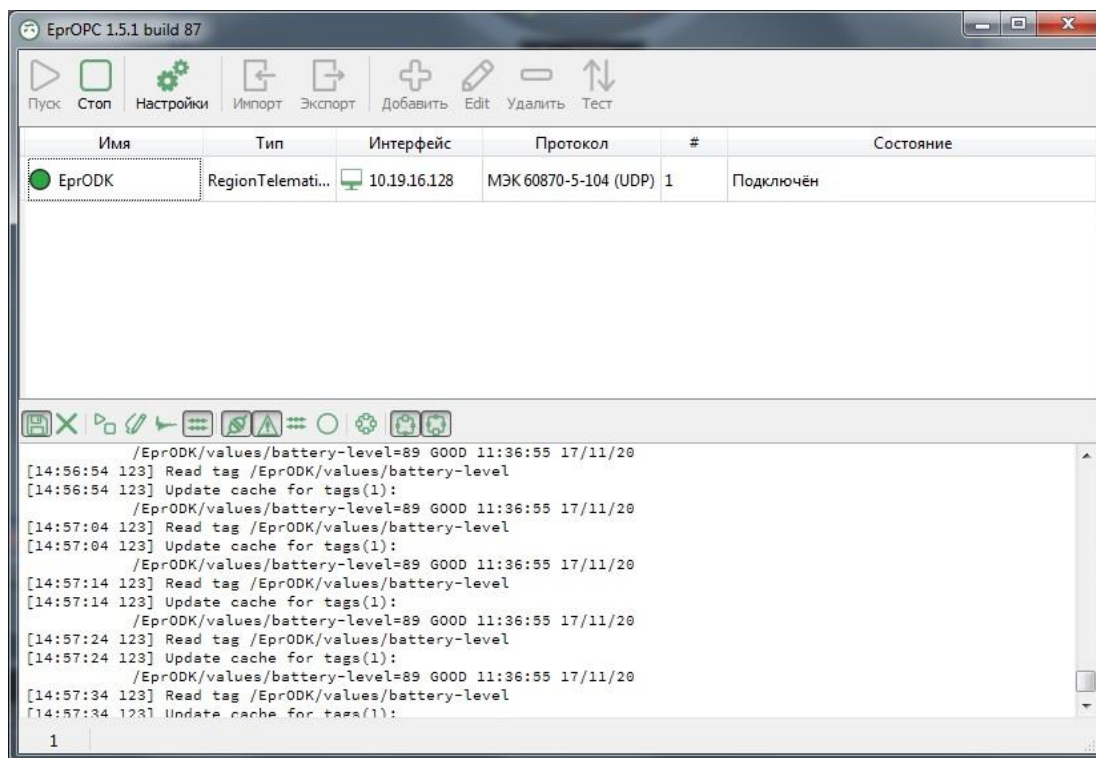 EprOPC 1.5.1 build 87
Пуск Стоп Настройки Импорт Экспорт Добавить Edit Удалить Тест
Имя Тип Интерфейс Протокол # Состояние
EprODK RegionTelemati... 10.19.16.128 МЭК 60870-5-104 (UDP) 1 Подключён
/EprODK/values/battery-level=89 GOOD 11:36:55 17/11/20
[14:56:54 123] Read tag /EprODK/values/battery-level
[14:56:54 123] Update cache for tags(1):
/EprODK/values/battery-level=89 GOOD 11:36:55 17/11/20
[14:57:04 123] Read tag /EprODK/values/battery-level
[14:57:04 123] Update cache for tags(1):
/EprODK/values/battery-level=89 GOOD 11:36:55 17/11/20
[14:57:14 123] Read tag /EprODK/values/battery-level
[14:57:14 123] Update cache for tags(1):
/EprODK/values/battery-level=89 GOOD 11:36:55 17/11/20
[14:57:24 123] Read tag /EprODK/values/battery-level
[14:57:24 123] Update cache for tags(1):
/EprODK/values/battery-level=89 GOOD 11:36:55 17/11/20
[14:57:34 123] Read tag /EprODK/values/battery-level
[14:57:34 123] Update cache for tags(1):
1